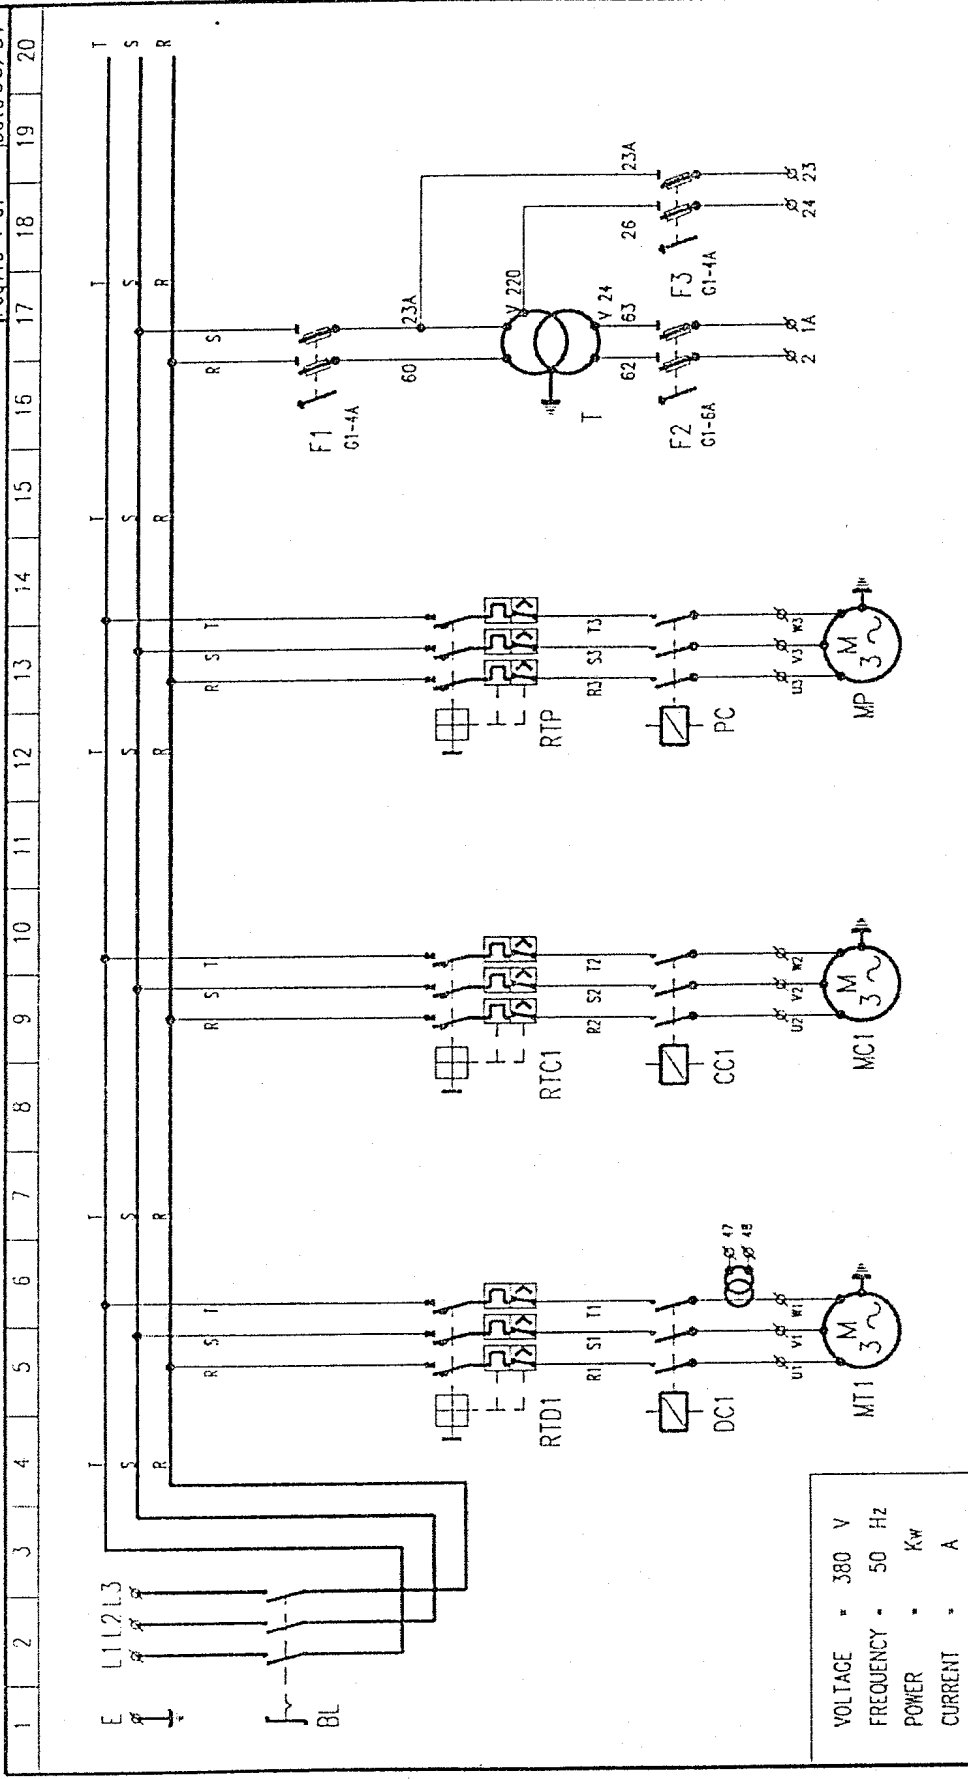 1 2 3 4 5 6 7 8 9 10 11 12 13 14 15 16 17 18 19 20
T T T T T T
S S S S S S
R R R R R R
E L1 L2 L3
BL
R S T
RTD1
R1 S1 T1
DC1
47
48
U1 V1 W1
M
3~
MT1
R S T
RTC1
R2 S2 T2
CC1
U2 V2 W2
M
3~
MC1
R S T
RTP
R3 S3 T3
PC
U3 V3 W3
M
3~
MP
R S
F1
G1-4A
60 23A
V 220
T
V 24
62 63
F2
G1-6A
2 1A
26 23A
F3
G1-4A
24 23
VOLTAGE = 380 V
FREQUENCY = 50 Hz
POWER = Kw
CURRENT = A